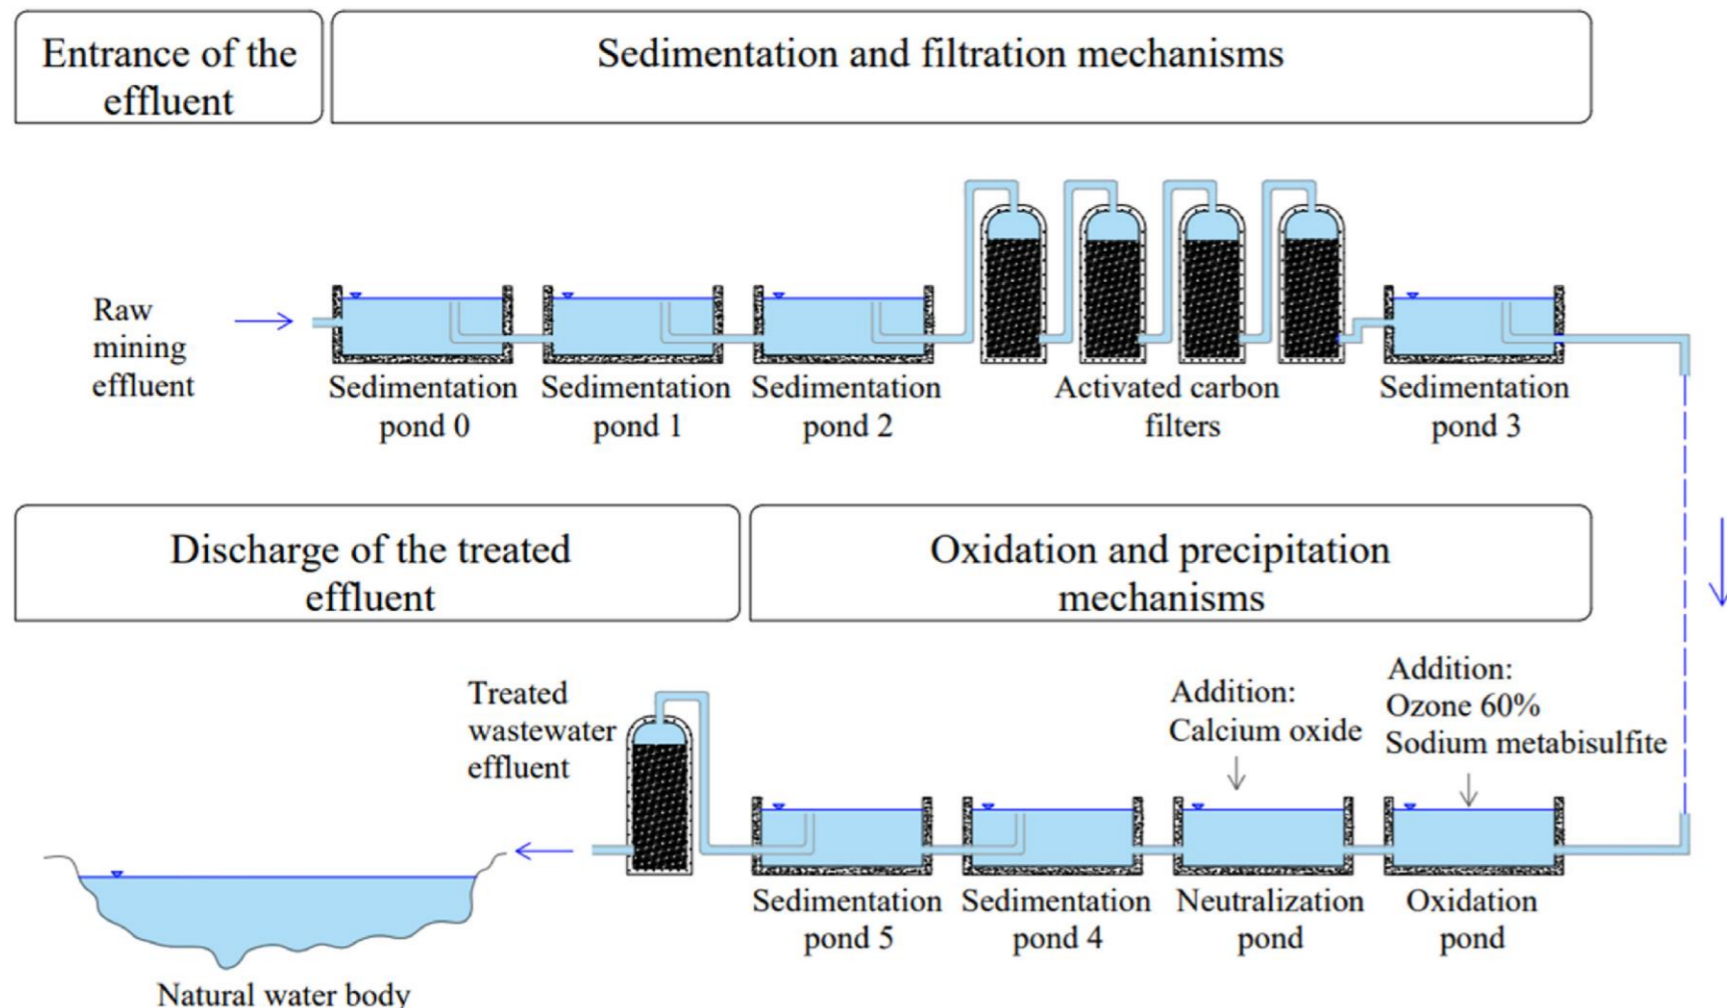 Entrance of the
effluent
Sedimentation and filtration mechanisms
Raw
mining
effluent
Sedimentation
pond 0
Sedimentation
pond 1
Sedimentation
pond 2
Activated carbon
filters
Sedimentation
pond 3
Discharge of the treated
effluent
Oxidation and precipitation
mechanisms
Treated
wastewater
effluent
Addition:
Calcium oxide
Addition:
Ozone 60%
Sodium metabisulfite
Sedimentation
pond 5
Sedimentation
pond 4
Neutralization
pond
Oxidation
pond
Natural water body